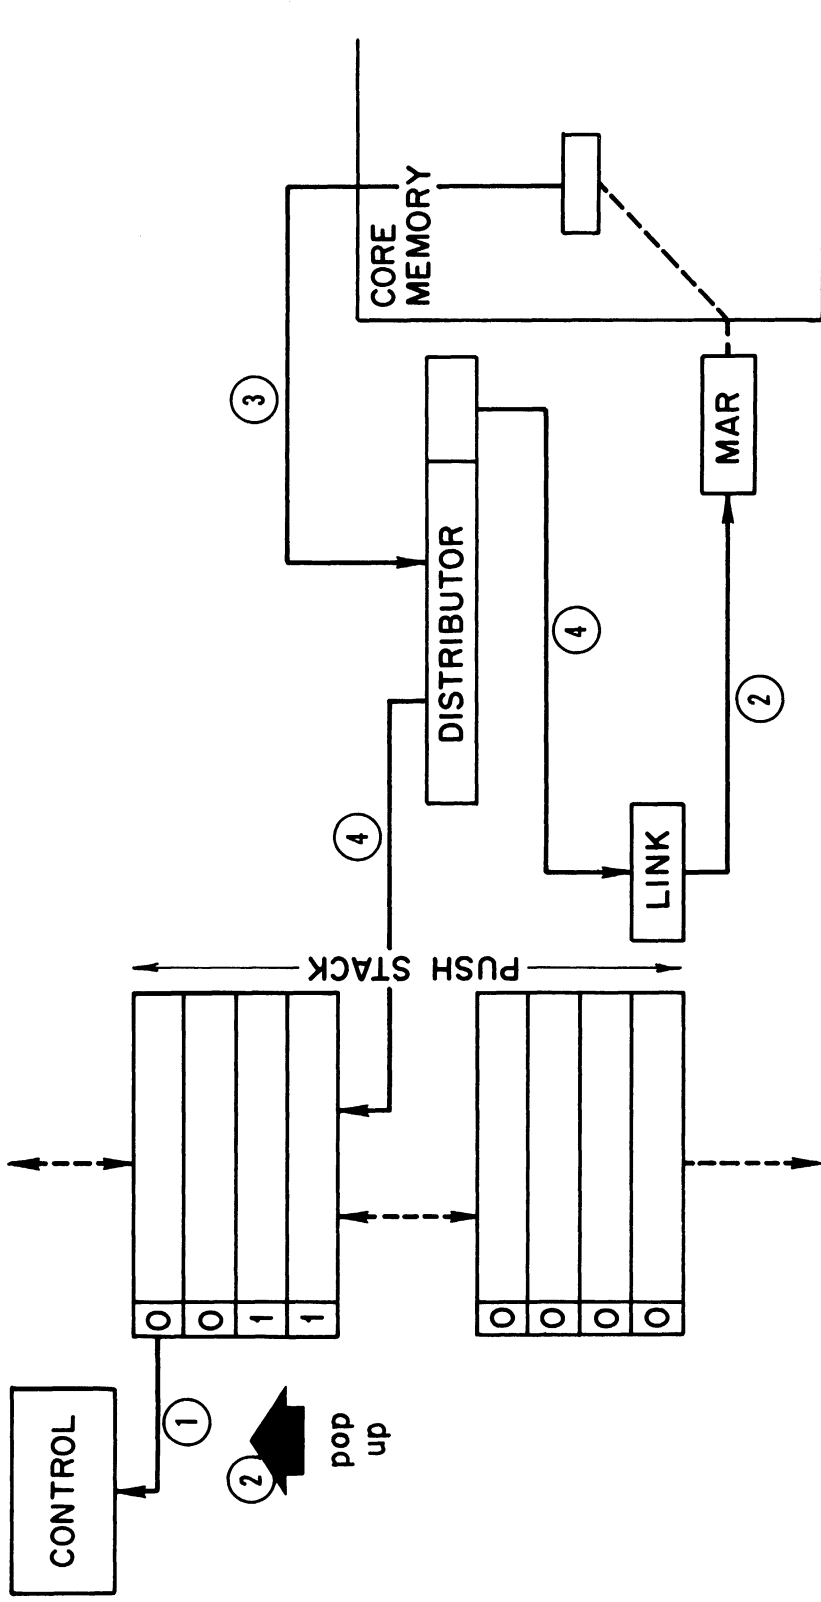 CONTROL
1
2
pop
up
0
0
1
1
0
0
0
0
PUSH STACK
4
DISTRIBUTOR
3
CORE
MEMORY
4
LINK
2
MAR